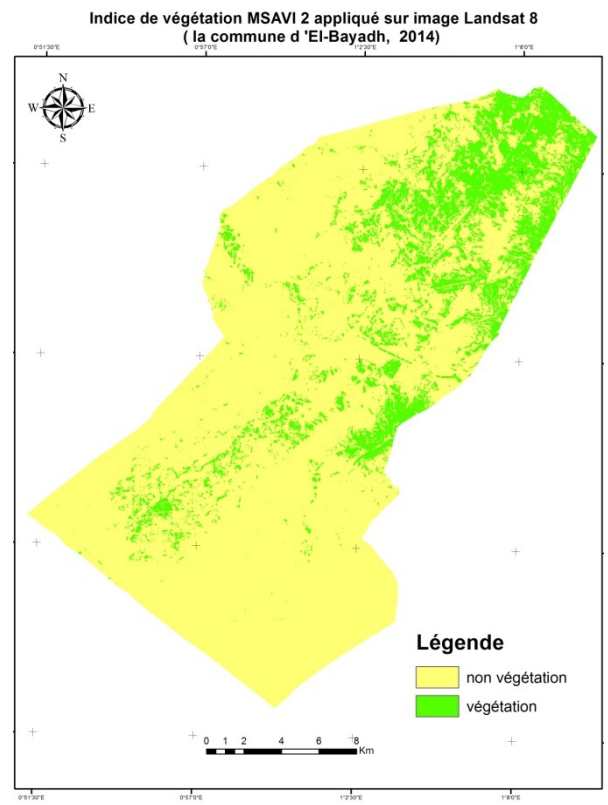 Indice de végétation MSAVI 2 appliqué sur image Landsat 8
( la commune d 'El-Bayadh, 2014)
0°51'30"E 0°57'0"E 1°2'30"E 1°8'0"E
N
W E
S
Légende
non végétation
végétation
0 1 2 4 6 8
Km
0°51'30"E 0°57'0"E 1°2'30"E 1°8'0"E